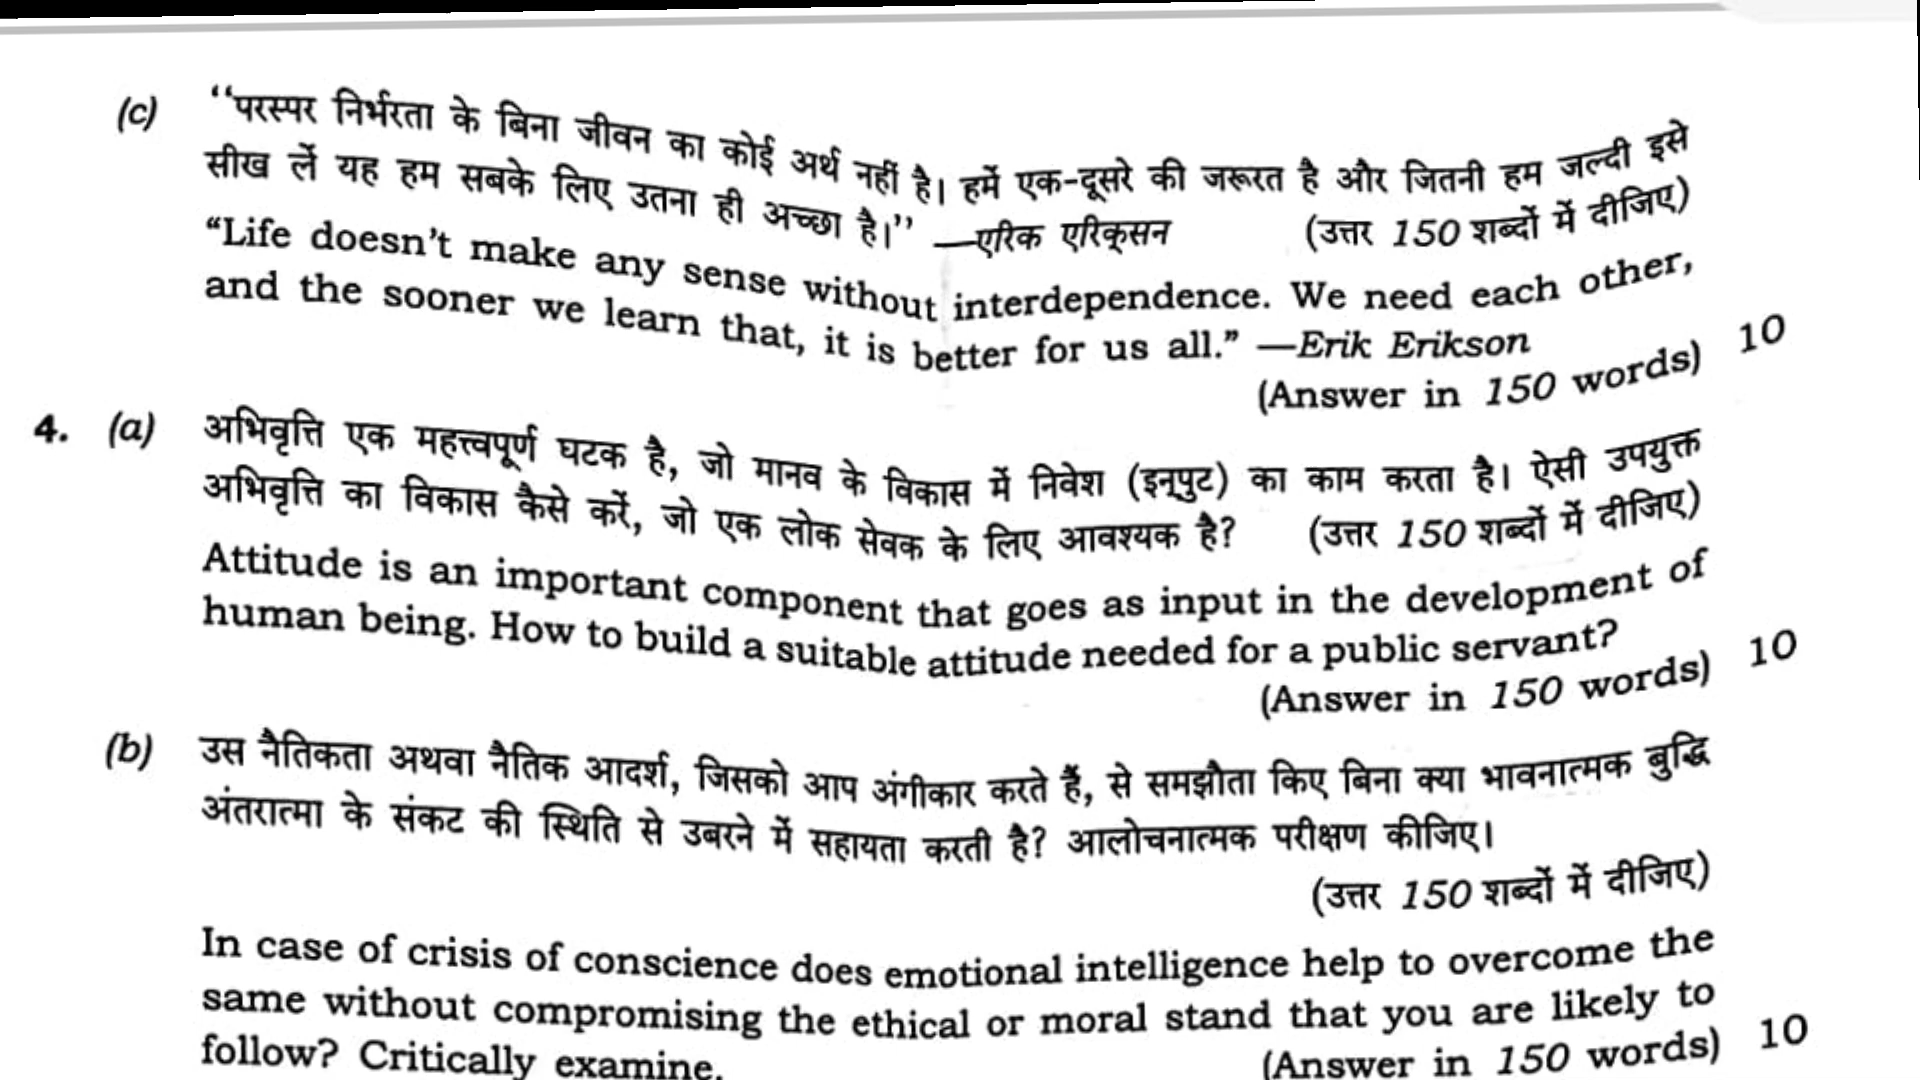 (c) ‘‘परस्पर निर्भरता के बिना जीवन का कोई अर्थ नहीं है। हमें एक-दूसरे की जरूरत है और जितनी हम जल्दी इसे
सीख लें यह हम सबके लिए उतना ही अच्छा है।’’ —एरिक एरिक्सन (उत्तर 150 शब्दों में दीजिए)
“Life doesn’t make any sense without interdependence. We need each other,
and the sooner we learn that, it is better for us all.” —Erik Erikson
(Answer in 150 words) 10
4. (a) अभिवृत्ति एक महत्त्वपूर्ण घटक है, जो मानव के विकास में निवेश (इन्पुट) का काम करता है। ऐसी उपयुक्त
अभिवृत्ति का विकास कैसे करें, जो एक लोक सेवक के लिए आवश्यक है? (उत्तर 150 शब्दों में दीजिए)
Attitude is an important component that goes as input in the development of
human being. How to build a suitable attitude needed for a public servant?
(Answer in 150 words) 10
(b) उस नैतिकता अथवा नैतिक आदर्श, जिसको आप अंगीकार करते हैं, से समझौता किए बिना क्या भावनात्मक बुद्धि
अंतरात्मा के संकट की स्थिति से उबरने में सहायता करती है? आलोचनात्मक परीक्षण कीजिए।
(उत्तर 150 शब्दों में दीजिए)
In case of crisis of conscience does emotional intelligence help to overcome the
same without compromising the ethical or moral stand that you are likely to
follow? Critically examine. (Answer in 150 words) 10